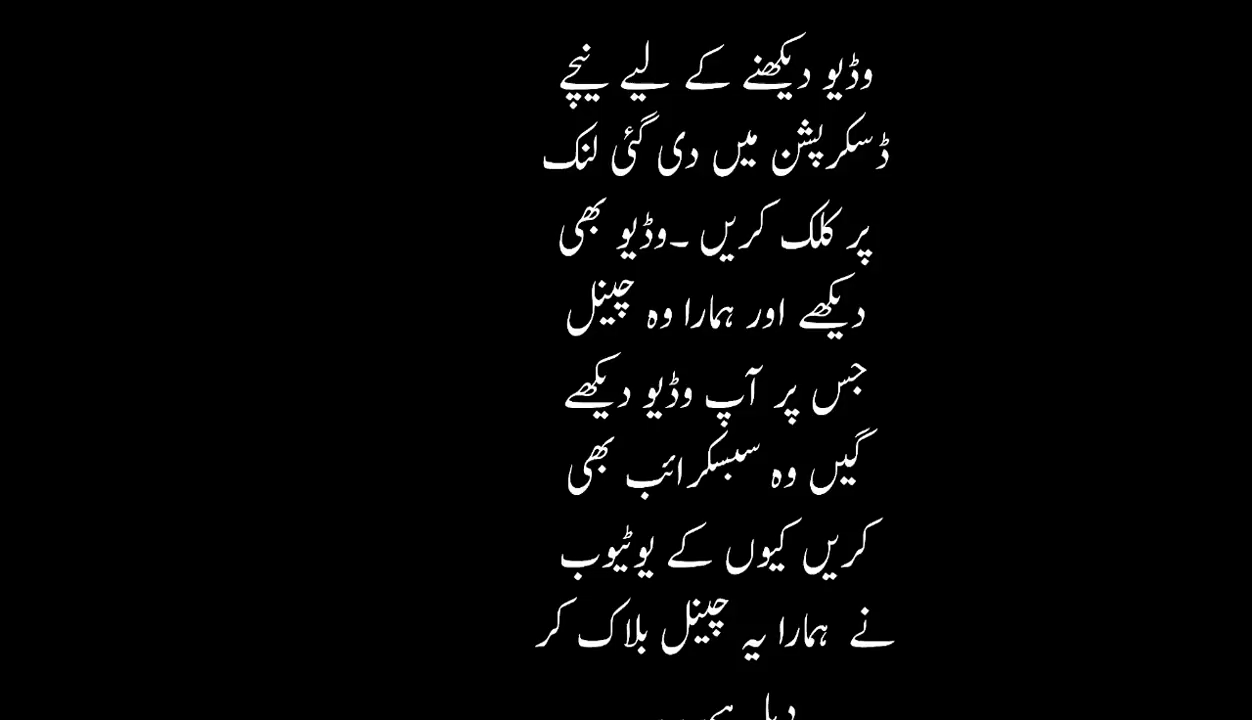 وڈیو دیکھنے کے لیے نیچے
ڈسکرپشن میں دی گئی لنک
پر کلک کریں ۔وڈیو بھی
دیکھے اور ہمارا وہ چینل
جس پر آپ وڈیو دیکھے
گیں وہ سبسکرائب بھی
کریں کیوں کے یوٹیوب
نے ہمارا یہ چینل بلاک کر